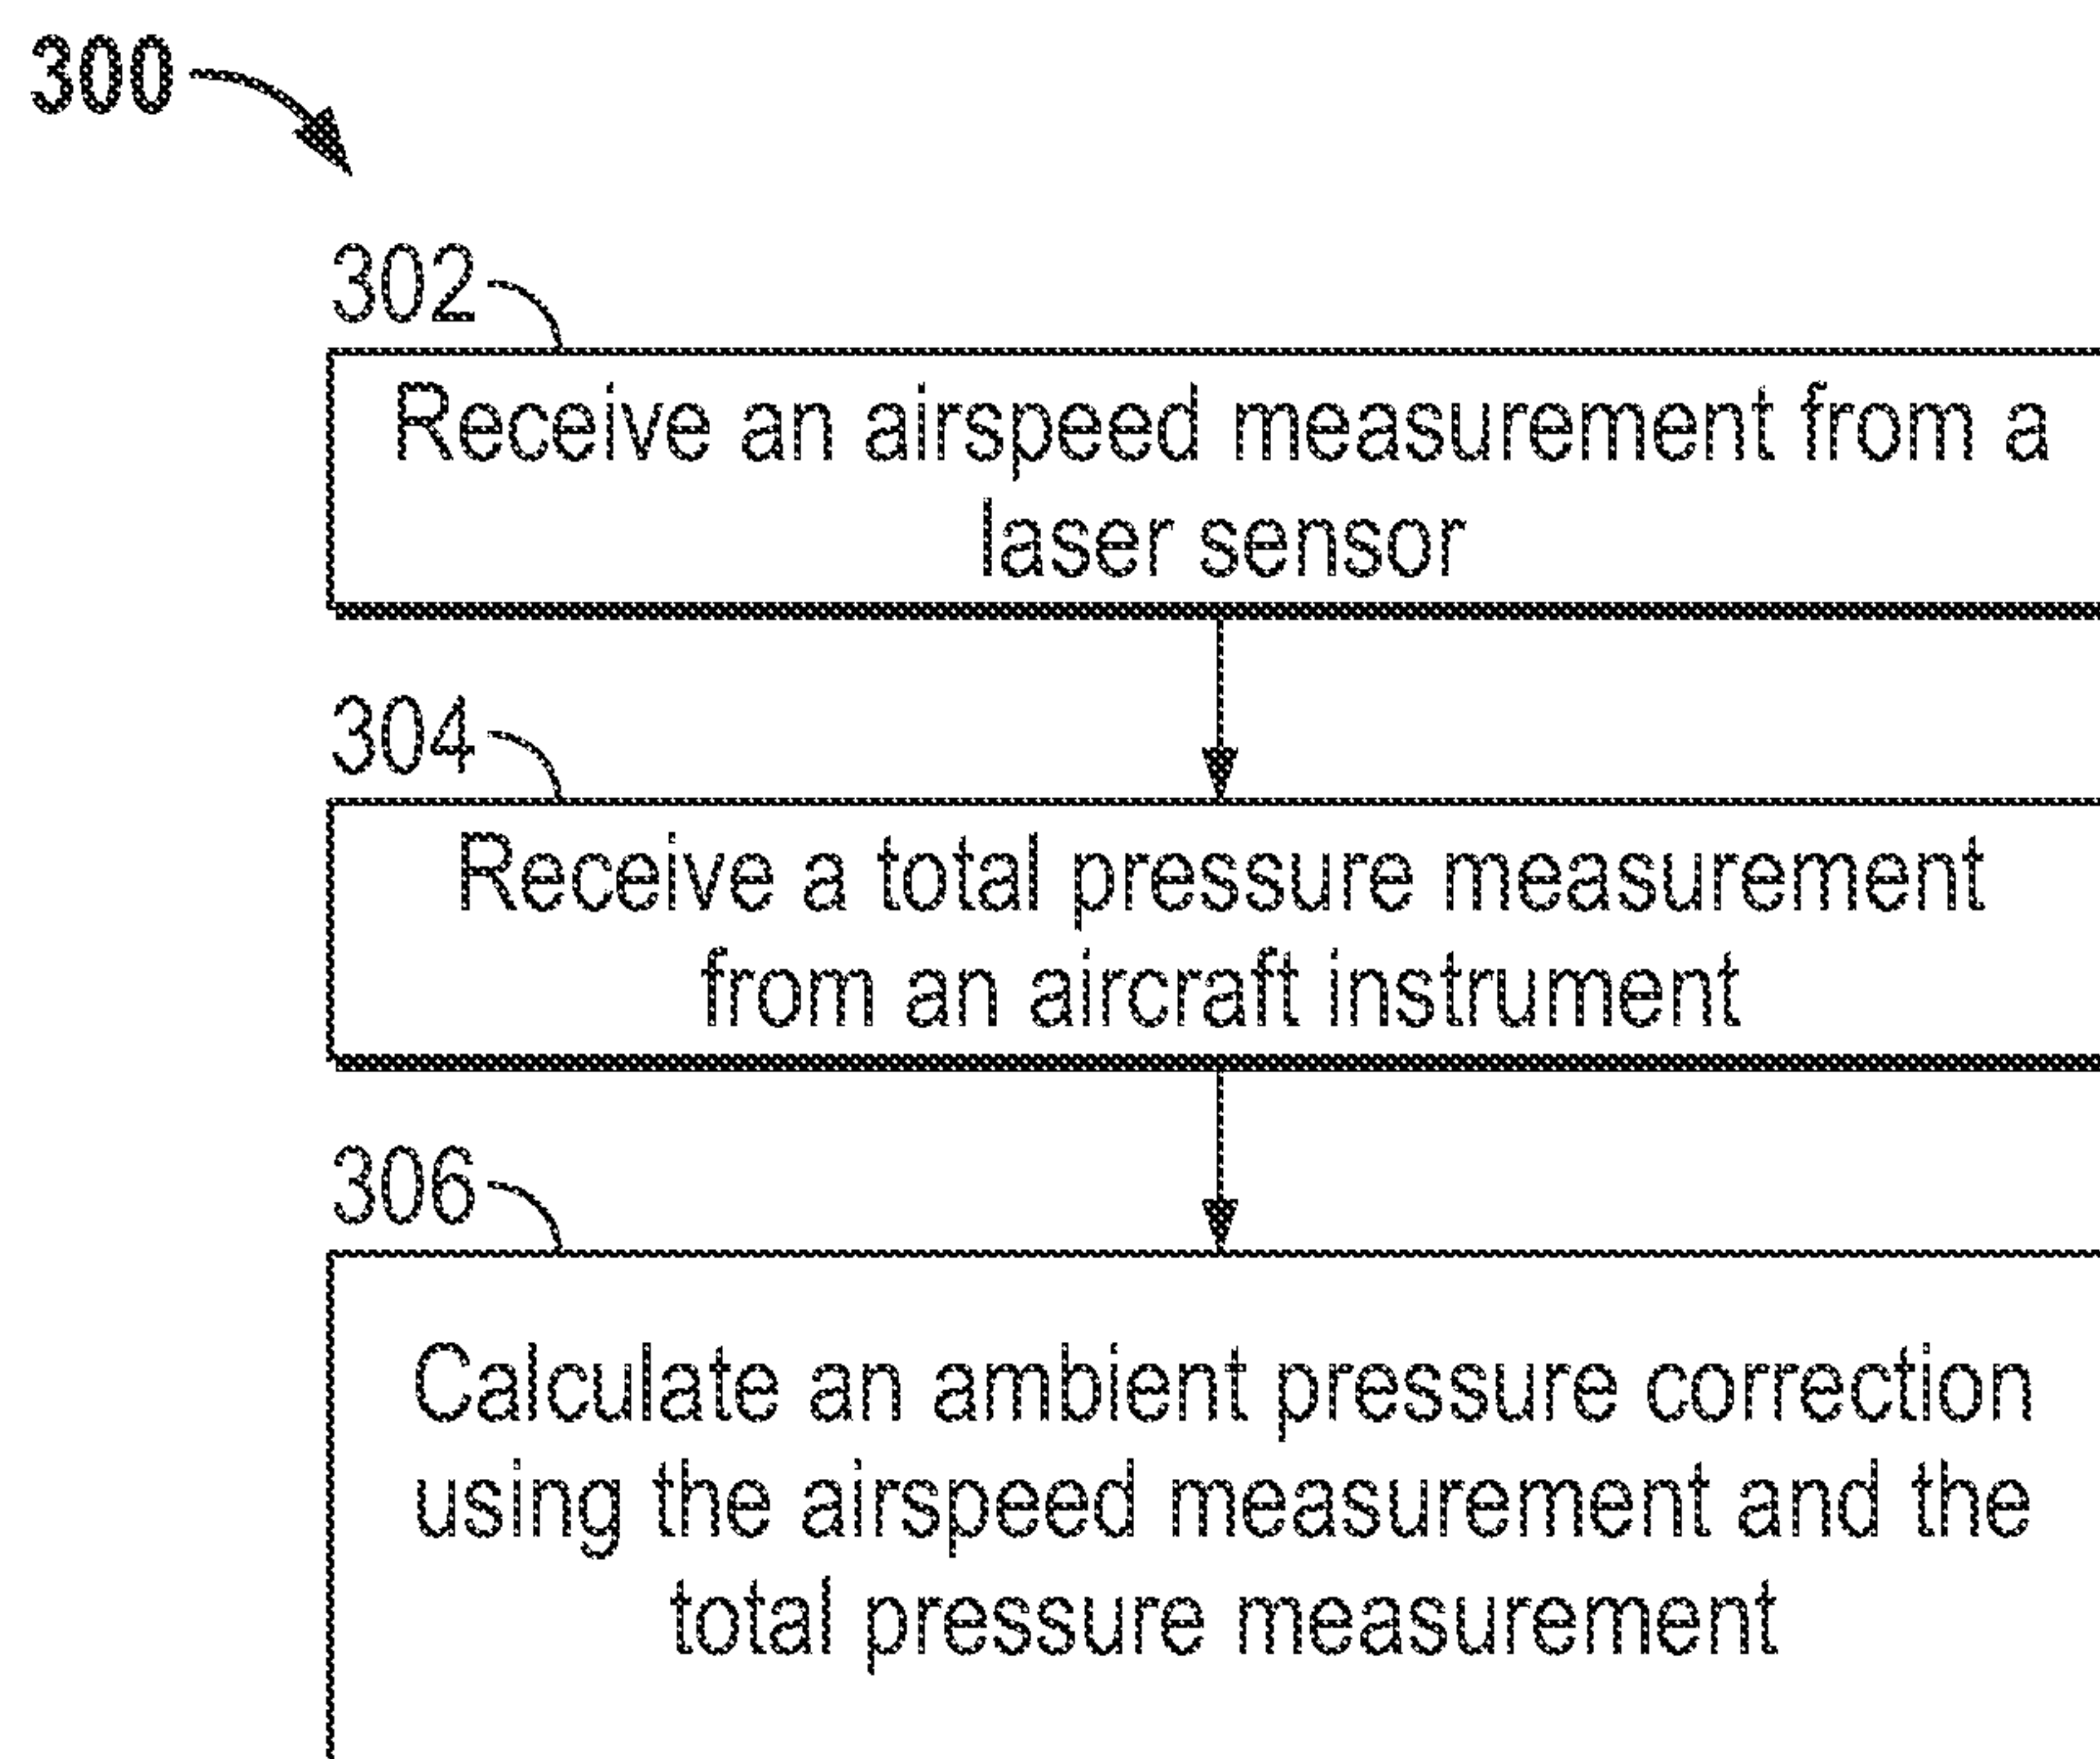 300
302
Receive an airspeed measurement from a
laser sensor
304
Receive a total pressure measurement
from an aircraft instrument
306
Calculate an ambient pressure correction
using the airspeed measurement and the
total pressure measurement